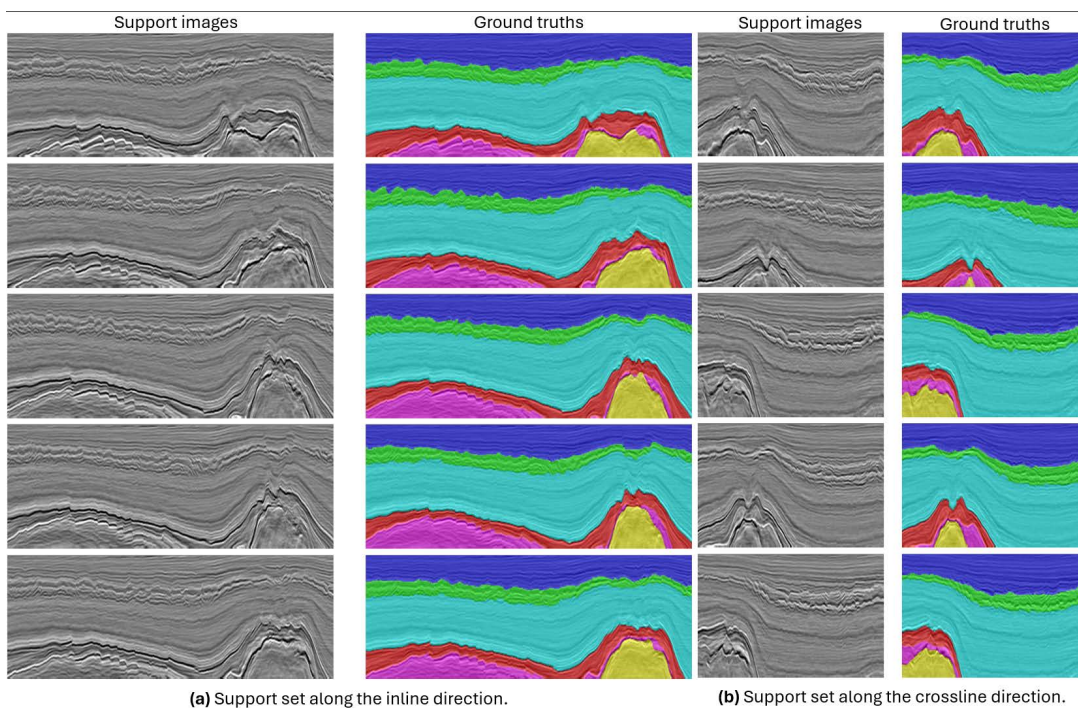 Support images Ground truths Support images Ground truths
(a) Support set along the inline direction. (b) Support set along the crossline direction.